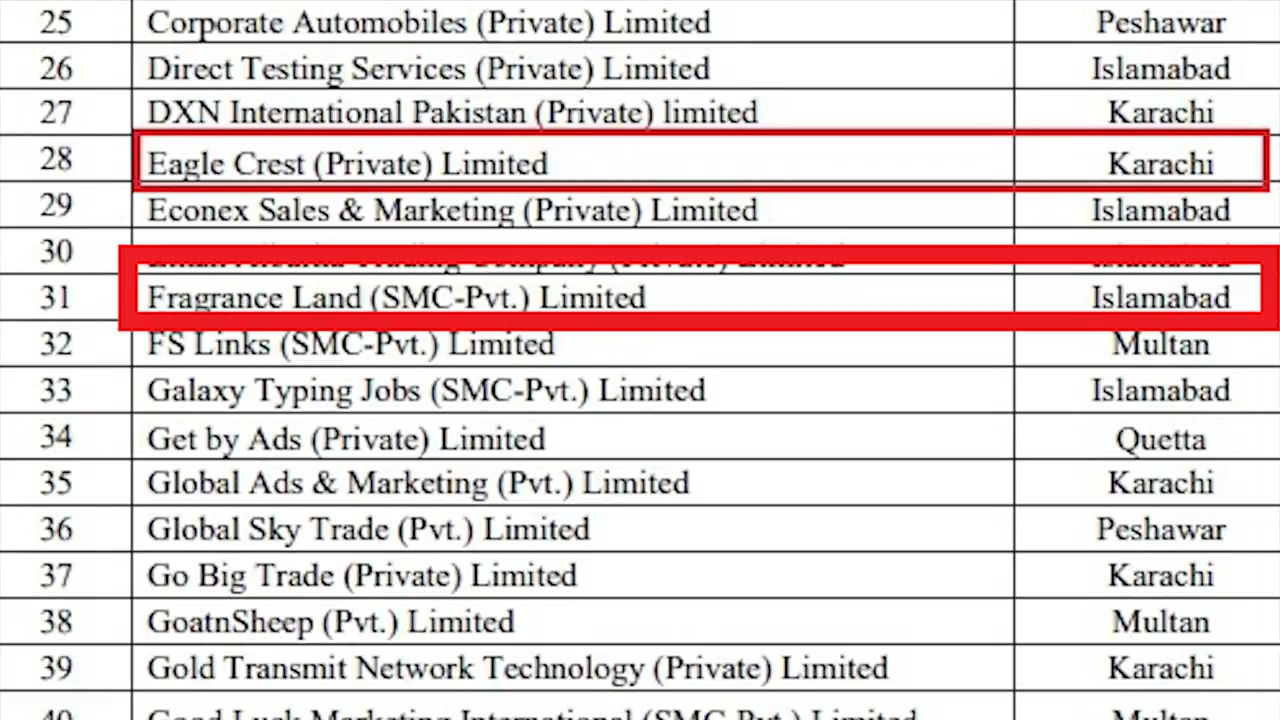 25 Corporate Automobiles (Private) Limited Peshawar
26 Direct Testing Services (Private) Limited Islamabad
27 DXN International Pakistan (Private) limited Karachi
28 Eagle Crest (Private) Limited Karachi
29 Econex Sales & Marketing (Private) Limited Islamabad
30 Trading Company (Private) Limited Islamabad
31 Fragrance Land (SMC-Pvt.) Limited Islamabad
32 FS Links (SMC-Pvt.) Limited Multan
33 Galaxy Typing Jobs (SMC-Pvt.) Limited Islamabad
34 Get by Ads (Private) Limited Quetta
35 Global Ads & Marketing (Pvt.) Limited Karachi
36 Global Sky Trade (Pvt.) Limited Peshawar
37 Go Big Trade (Private) Limited Karachi
38 GoatnSheep (Pvt.) Limited Multan
39 Gold Transmit Network Technology (Private) Limited Karachi
40 Good Luck Marketing International (SMC-Pvt.) Limited Multan